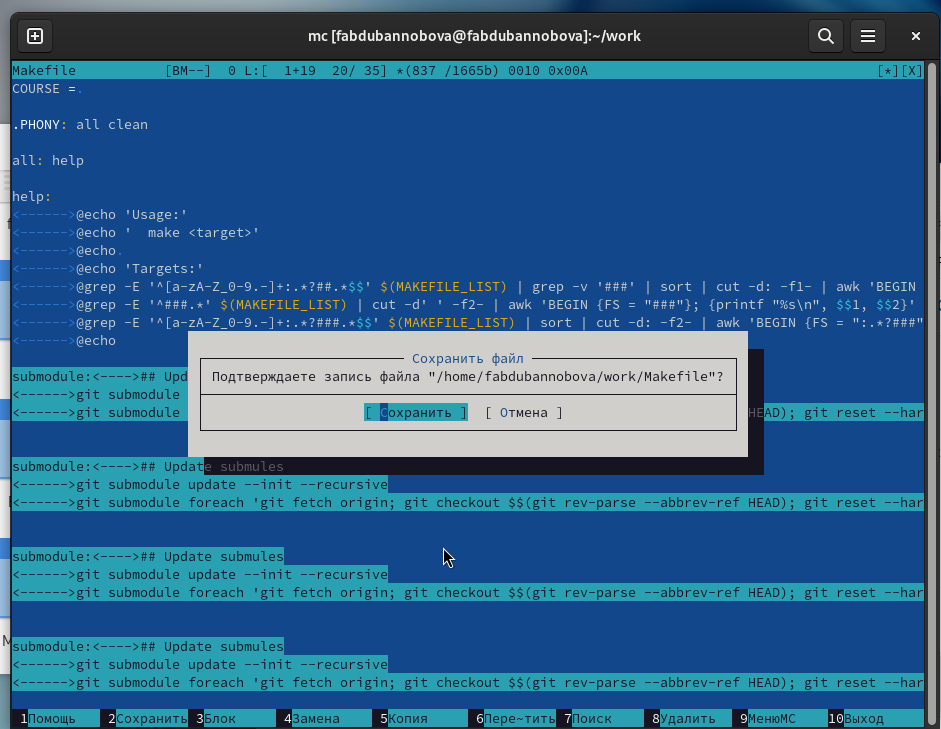 mc [fabdubannobova@fabdubannobova]:~/work
Makefile [BM--] 0 L:[ 1+19 20/ 35] *(837 /1665b) 0010 0x00A [*][X]
COURSE =.
.PHONY: all clean
all: help
help:
<------>@echo 'Usage:'
<------>@echo '  make <target>'
<------>@echo.
<------>@echo 'Targets:'
<------>@grep -E '^[a-zA-Z_0-9.-]+:.*?##.*$$' $(MAKEFILE_LIST) | grep -v '###' | sort | cut -d: -f1- | awk 'BEGIN
<------>@grep -E '^###.*' $(MAKEFILE_LIST) | cut -d' ' -f2- | awk 'BEGIN {FS = "###"}; {printf "%s\n", $$1, $$2}'
<------>@grep -E '^[a-zA-Z_0-9.-]+:.*?###.*$$' $(MAKEFILE_LIST) | sort | cut -d: -f2- | awk 'BEGIN {FS = ":.*?###"
<------>@echo
Сохранить файл
Подтверждаете запись файла "/home/fabdubannobova/work/Makefile"?
[ Сохранить ] [ Отмена ]
submodule:<---->## Upd
<------>git submodule
<------>git submodule HEAD); git reset --har
submodule:<---->## Update submules
<------>git submodule update --init --recursive
<------>git submodule foreach 'git fetch origin; git checkout $$(git rev-parse --abbrev-ref HEAD); git reset --har
submodule:<---->## Update submules
<------>git submodule update --init --recursive
<------>git submodule foreach 'git fetch origin; git checkout $$(git rev-parse --abbrev-ref HEAD); git reset --har
submodule:<---->## Update submules
<------>git submodule update --init --recursive
<------>git submodule foreach 'git fetch origin; git checkout $$(git rev-parse --abbrev-ref HEAD); git reset --har
1Помощь 2Сохранить 3Блок 4Замена 5Копия 6Пере~тить 7Поиск 8Удалить 9МенюМС 10Выход